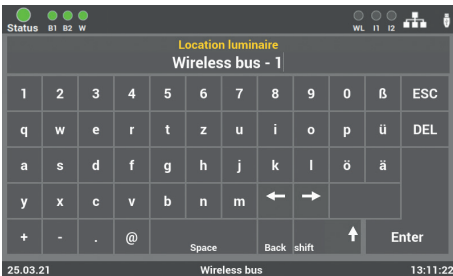 Status B1 B2 W WL I1 I2
Location luminaire
Wireless bus - 1
1 2 3 4 5 6 7 8 9 0 ß ESC
q w e r t z u i o p ü DEL
a s d f g h j k l ö ä
y x c v b n m ← →
+ - . @ Space Back shift Enter
25.03.21 Wireless bus 13:11:22